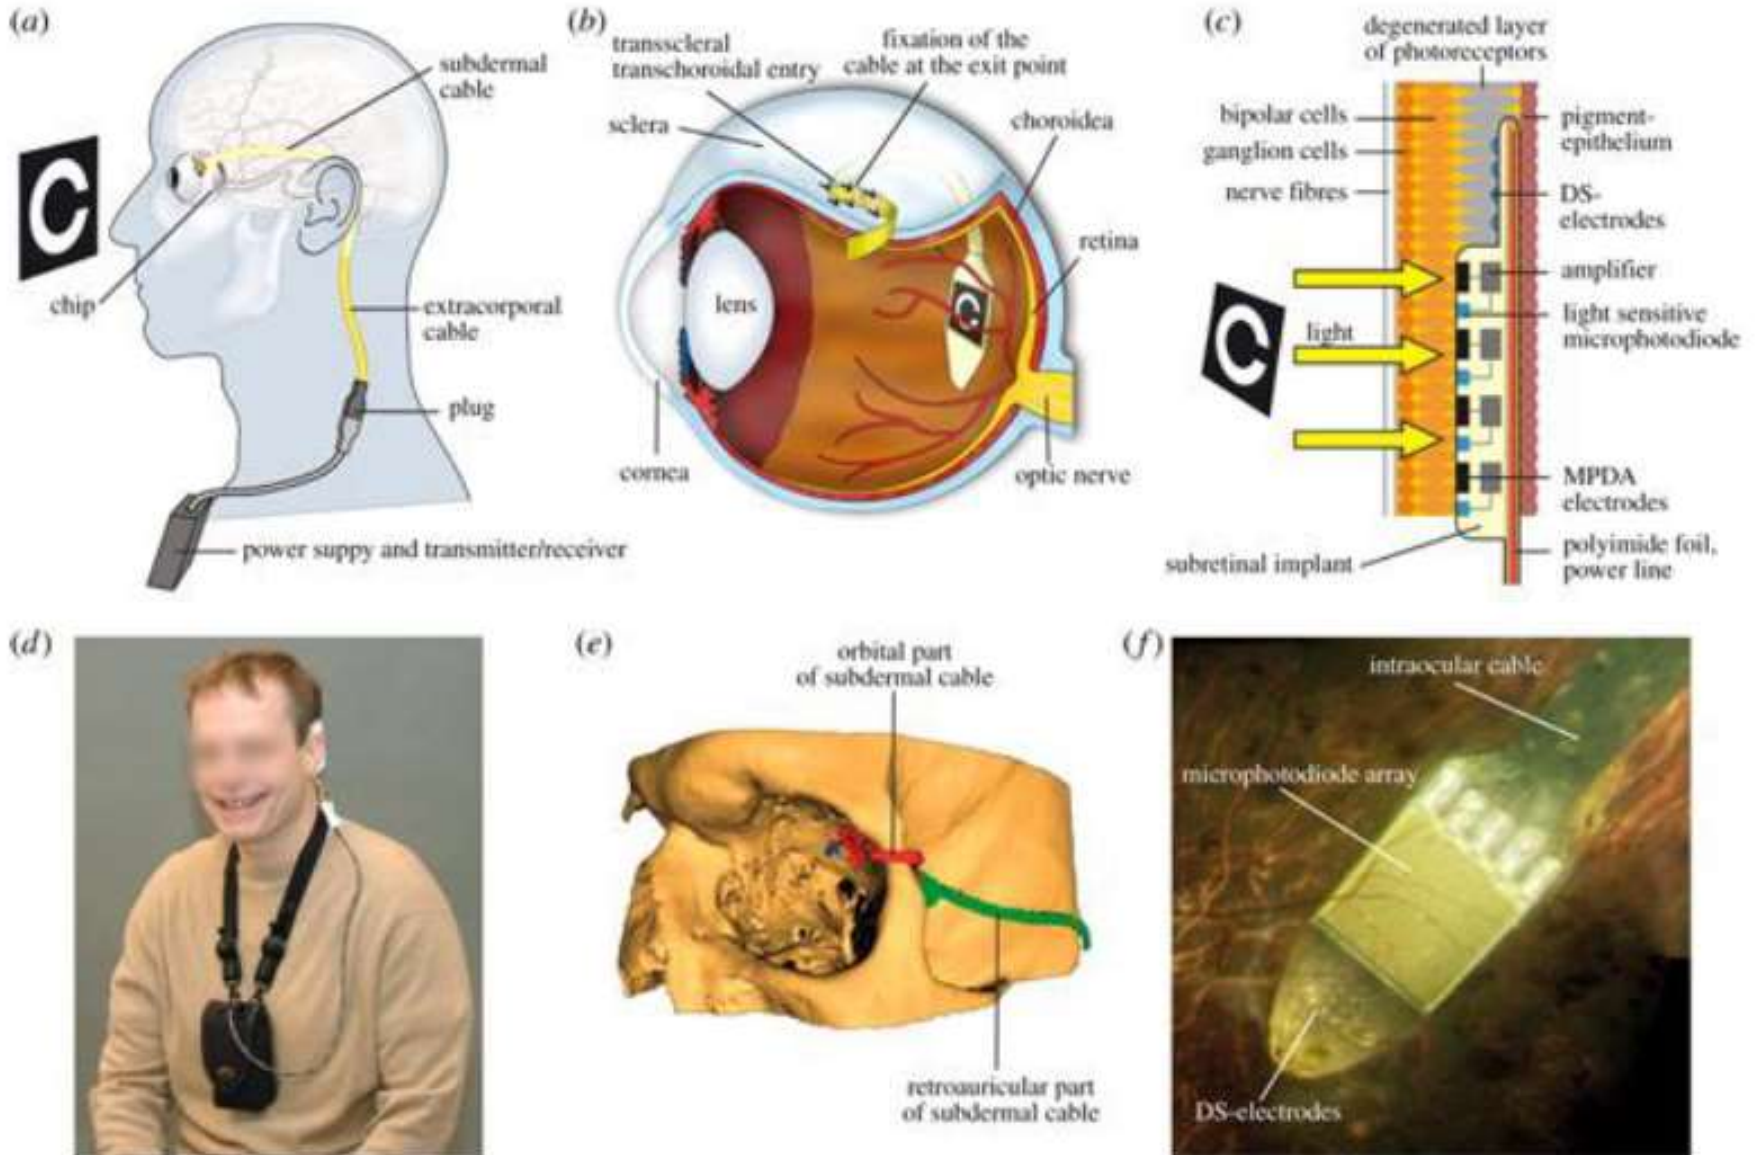 (a)
subdermal
cable
C
chip
extracorporal
cable
plug
power suppy and transmitter/receiver
(b)
transscleral
transchoroidal entry
fixation of the
cable at the exit point
sclera
choroidea
retina
lens
C
cornea
optic nerve
(c)
degenerated layer
of photoreceptors
bipolar cells
ganglion cells
nerve fibres
pigment-
epithelium
DS-
electrodes
amplifier
light sensitive
microphotodiode
light
C
MPDA
electrodes
subretinal implant
polyimide foil,
power line
(d)
(e)
orbital part
of subdermal cable
retroauricular part
of subdermal cable
(f)
intraocular cable
microphotodiode array
DS-electrodes